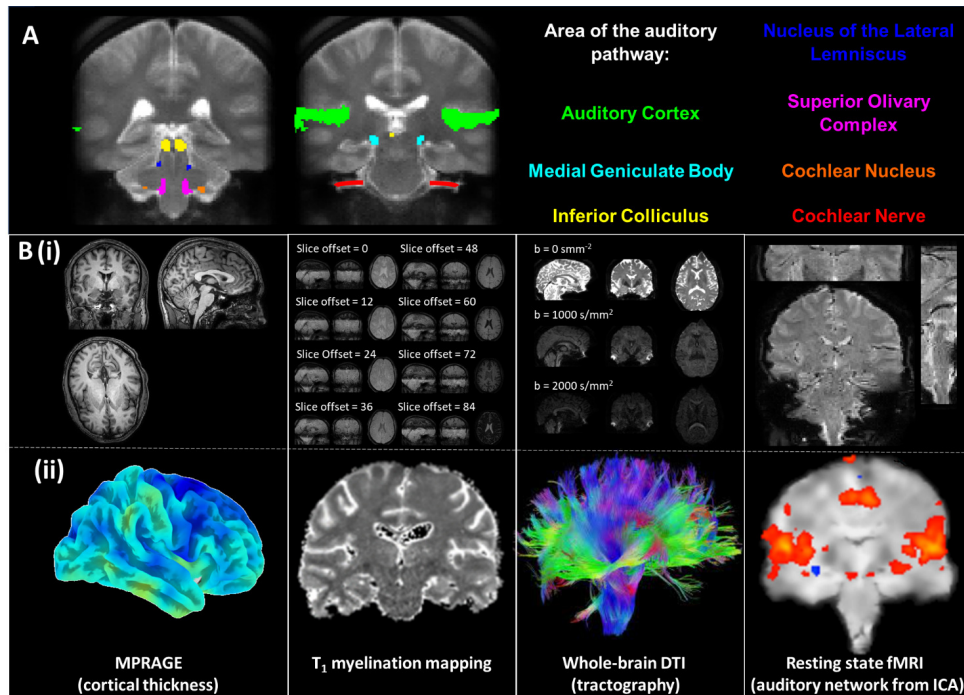 A
Area of the auditory
pathway:
Nucleus of the Lateral
Lemniscus
Auditory Cortex
Superior Olivary
Complex
Medial Geniculate Body
Cochlear Nucleus
Inferior Colliculus
Cochlear Nerve
B (i)
Slice offset = 0
Slice offset = 48
Slice offset = 12
Slice offset = 60
Slice Offset = 24
Slice offset = 72
Slice offset = 36
Slice offset = 84
b = 0 smm⁻²
b = 1000 s/mm²
b = 2000 s/mm²
(ii)
MPRAGE
(cortical thickness)
T₁ myelination mapping
Whole-brain DTI
(tractography)
Resting state fMRI
(auditory network from ICA)